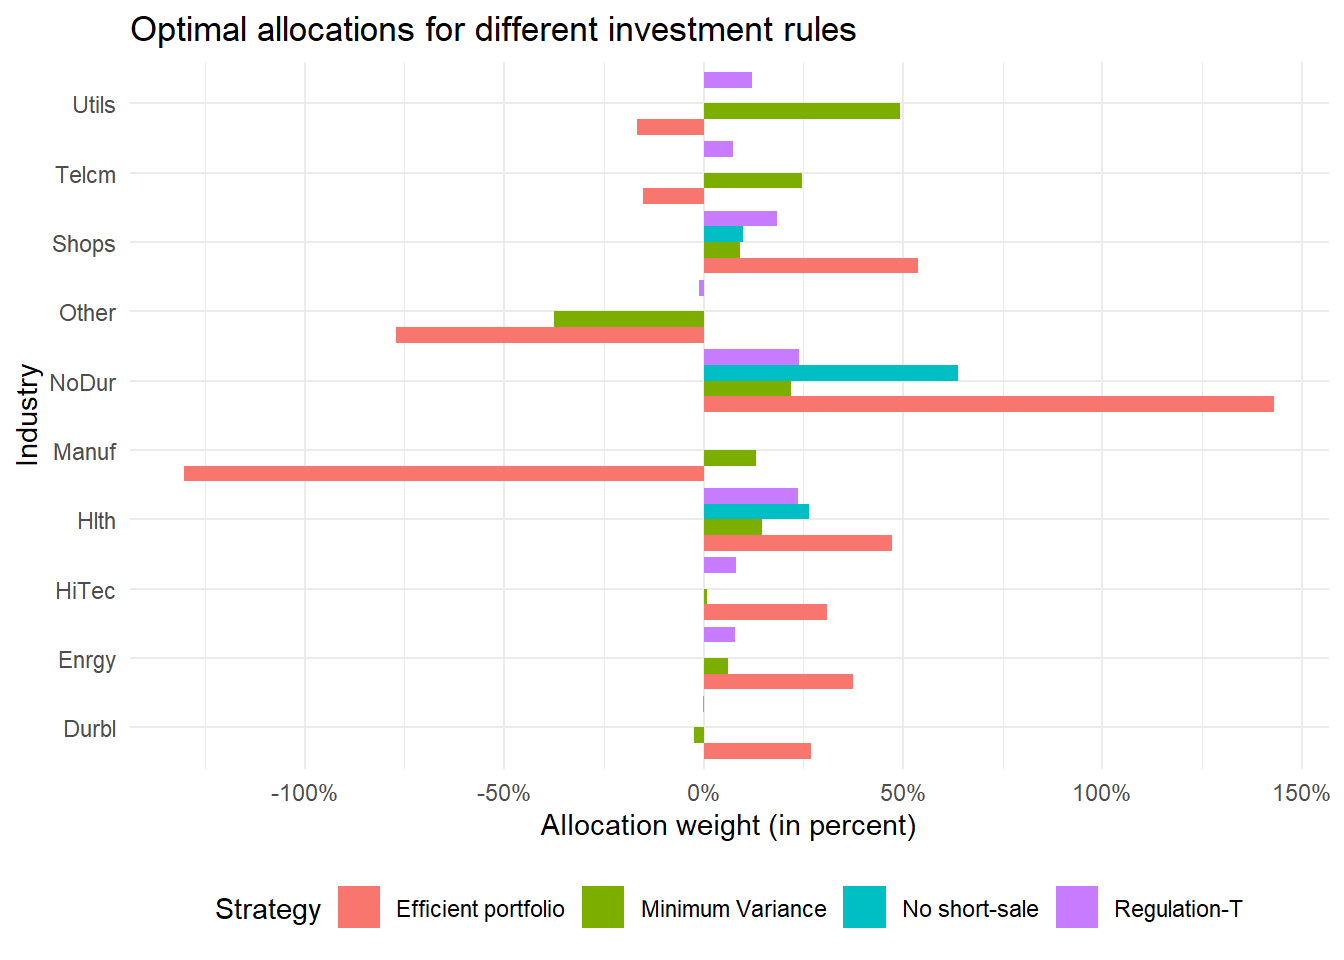 Optimal allocations for different investment rules
Industry
Utils
Telcm
Shops
Other
NoDur
Manuf
Hlth
HiTec
Enrgy
Durbl
-100% -50% 0% 50% 100% 150%
Allocation weight (in percent)
Strategy Efficient portfolio Minimum Variance No short-sale Regulation-T